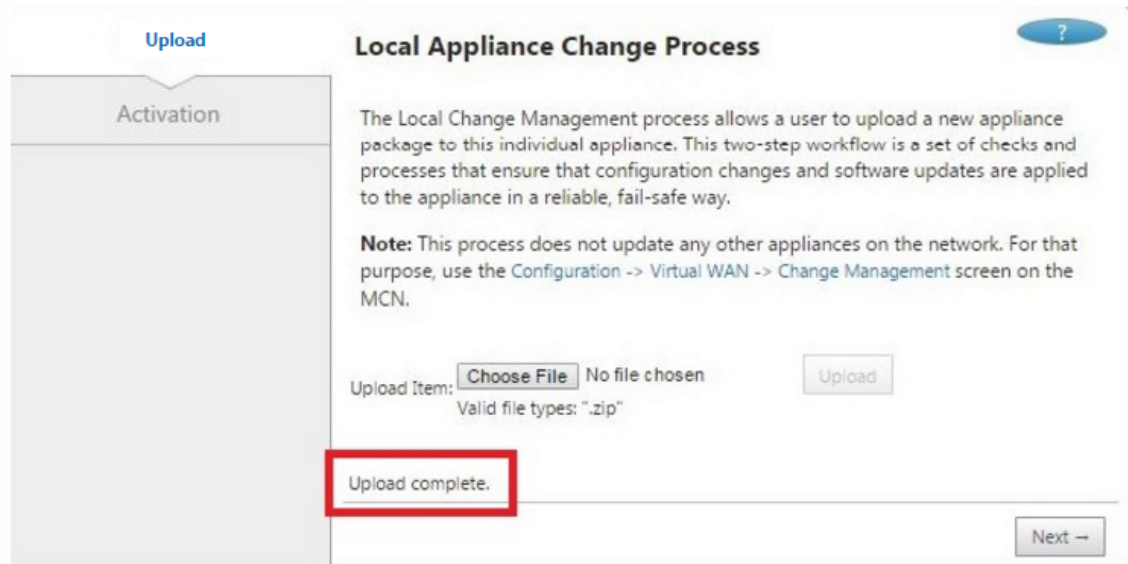 Upload
Activation
Local Appliance Change Process
?
The Local Change Management process allows a user to upload a new appliance
package to this individual appliance. This two-step workflow is a set of checks and
processes that ensure that configuration changes and software updates are applied
to the appliance in a reliable, fail-safe way.
Note: This process does not update any other appliances on the network. For that
purpose, use the Configuration -> Virtual WAN -> Change Management screen on the
MCN.
Upload Item: Choose File No file chosen Upload
Valid file types: ".zip"
Upload complete.
Next →